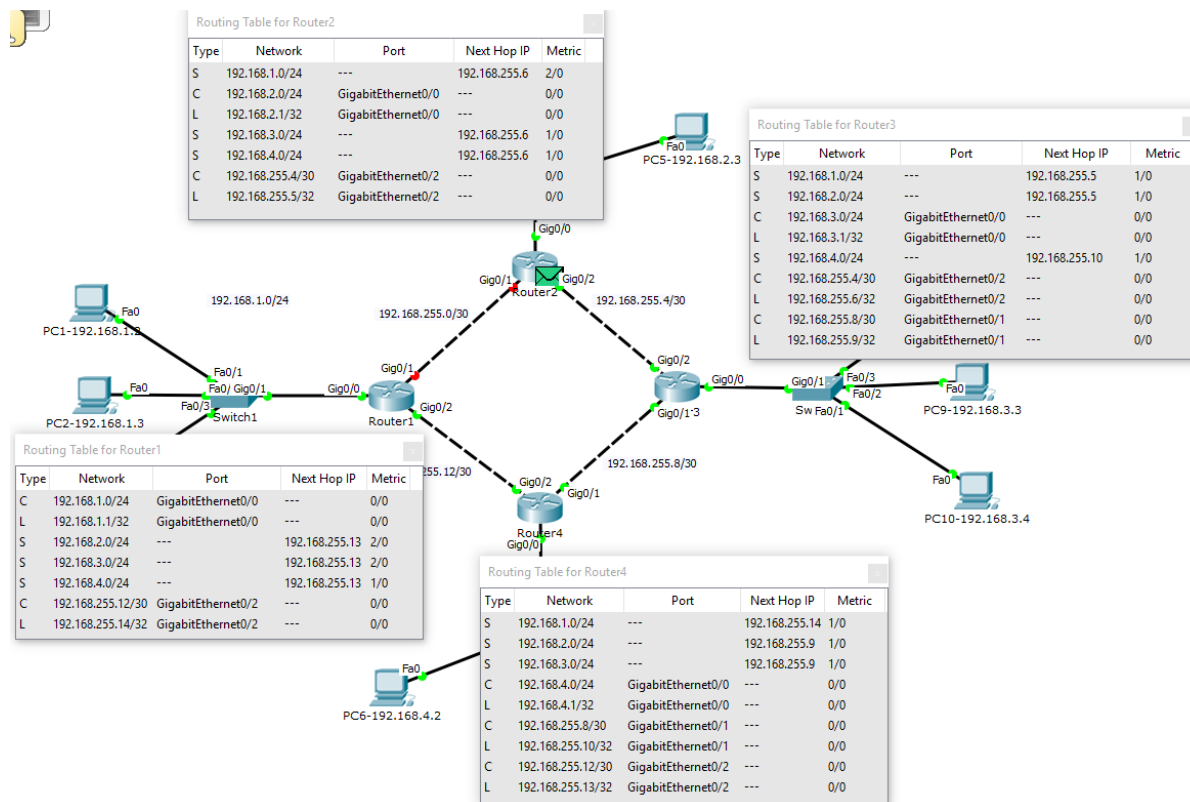 Routing Table for Router2
Type Network Port Next Hop IP Metric
S 192.168.1.0/24 --- 192.168.255.6 2/0
C 192.168.2.0/24 GigabitEthernet0/0 --- 0/0
L 192.168.2.1/32 GigabitEthernet0/0 --- 0/0
S 192.168.3.0/24 --- 192.168.255.6 1/0
S 192.168.4.0/24 --- 192.168.255.6 1/0
C 192.168.255.4/30 GigabitEthernet0/2 --- 0/0
L 192.168.255.5/32 GigabitEthernet0/2 --- 0/0
Fa0
PC5-192.168.2.3
Routing Table for Router3
Type Network Port Next Hop IP Metric
S 192.168.1.0/24 --- 192.168.255.5 1/0
S 192.168.2.0/24 --- 192.168.255.5 1/0
C 192.168.3.0/24 GigabitEthernet0/0 --- 0/0
L 192.168.3.1/32 GigabitEthernet0/0 --- 0/0
S 192.168.4.0/24 --- 192.168.255.10 1/0
C 192.168.255.4/30 GigabitEthernet0/2 --- 0/0
L 192.168.255.6/32 GigabitEthernet0/2 --- 0/0
C 192.168.255.8/30 GigabitEthernet0/1 --- 0/0
L 192.168.255.9/32 GigabitEthernet0/1 --- 0/0
Gig0/0
Gig0/1 Gig0/2
Router2
192.168.1.0/24
192.168.255.0/30
192.168.255.4/30
Fa0
PC1-192.168.1.2
Fa0/1
Fa0 Fa0/ Gig0/1 Gig0/0
Fa0/3
Switch1
PC2-192.168.1.3
Gig0/1
Gig0/2
Router1
Gig0/2
Gig0/0
Gig0/1 -3
Gig0/1 Fa0/3
Fa0/2
Sw Fa0/1
Fa0
PC9-192.168.3.3
Fa0
PC10-192.168.3.4
55.12/30
192.168.255.8/30
Gig0/2
Gig0/1
Router4
Gig0/0
Routing Table for Router1
Type Network Port Next Hop IP Metric
C 192.168.1.0/24 GigabitEthernet0/0 --- 0/0
L 192.168.1.1/32 GigabitEthernet0/0 --- 0/0
S 192.168.2.0/24 --- 192.168.255.13 2/0
S 192.168.3.0/24 --- 192.168.255.13 2/0
S 192.168.4.0/24 --- 192.168.255.13 1/0
C 192.168.255.12/30 GigabitEthernet0/2 --- 0/0
L 192.168.255.14/32 GigabitEthernet0/2 --- 0/0
Fa0
PC6-192.168.4.2
Routing Table for Router4
Type Network Port Next Hop IP Metric
S 192.168.1.0/24 --- 192.168.255.14 1/0
S 192.168.2.0/24 --- 192.168.255.9 1/0
S 192.168.3.0/24 --- 192.168.255.9 1/0
C 192.168.4.0/24 GigabitEthernet0/0 --- 0/0
L 192.168.4.1/32 GigabitEthernet0/0 --- 0/0
C 192.168.255.8/30 GigabitEthernet0/1 --- 0/0
L 192.168.255.10/32 GigabitEthernet0/1 --- 0/0
C 192.168.255.12/30 GigabitEthernet0/2 --- 0/0
L 192.168.255.13/32 GigabitEthernet0/2 --- 0/0